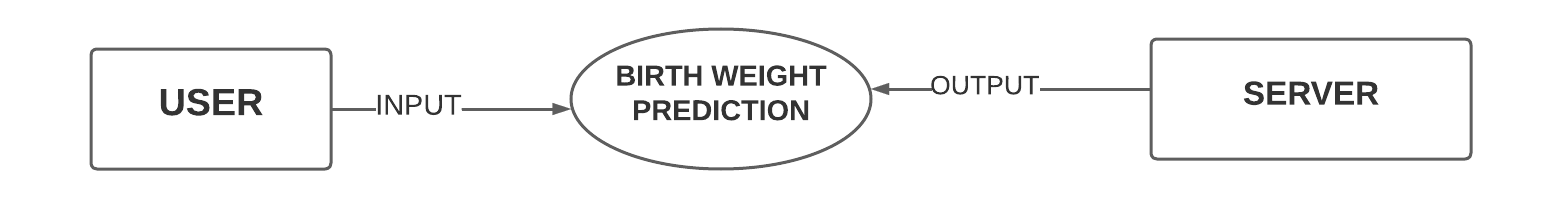 USER
INPUT
BIRTH WEIGHT
PREDICTION
OUTPUT
SERVER